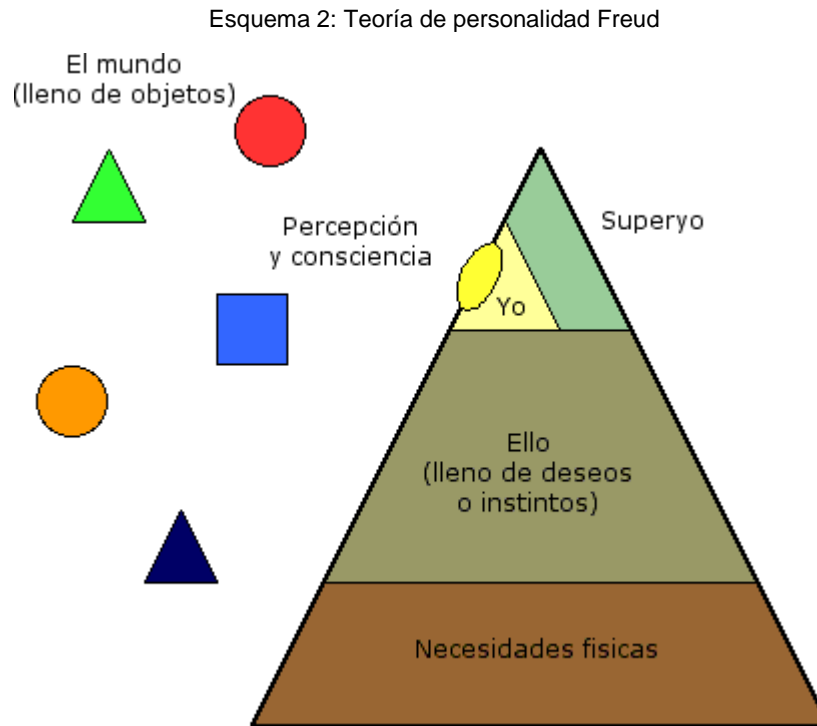 Esquema 2: Teoría de personalidad Freud
El mundo
(lleno de objetos)
Percepción
y consciencia
Superyo
Yo
Ello
(lleno de deseos
o instintos)
Necesidades fisicas